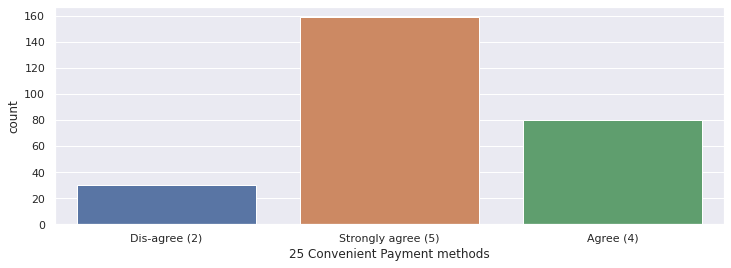 160
140
120
100
80
60
40
20
0
count
Dis-agree (2)
Strongly agree (5)
Agree (4)
25 Convenient Payment methods